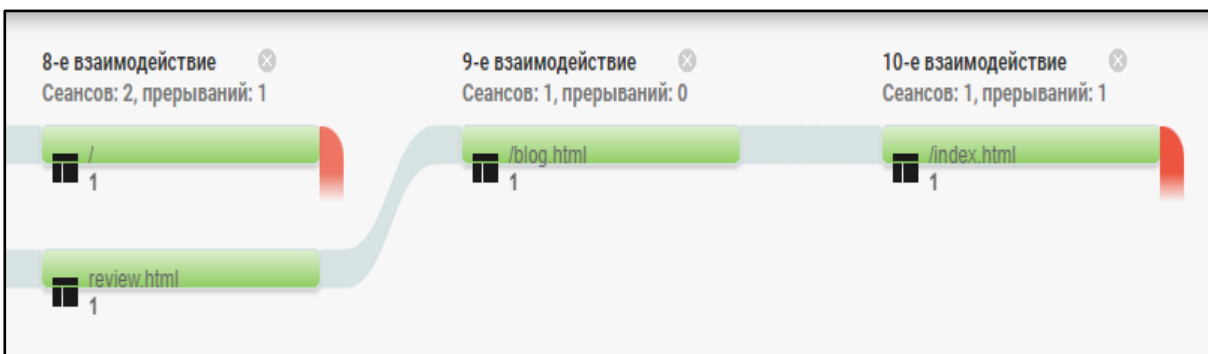 8-е взаимодействие
Сеансов: 2, прерываний: 1
/
1
review.html
1
9-е взаимодействие
Сеансов: 1, прерываний: 0
/blog.html
1
10-е взаимодействие
Сеансов: 1, прерываний: 1
/index.html
1